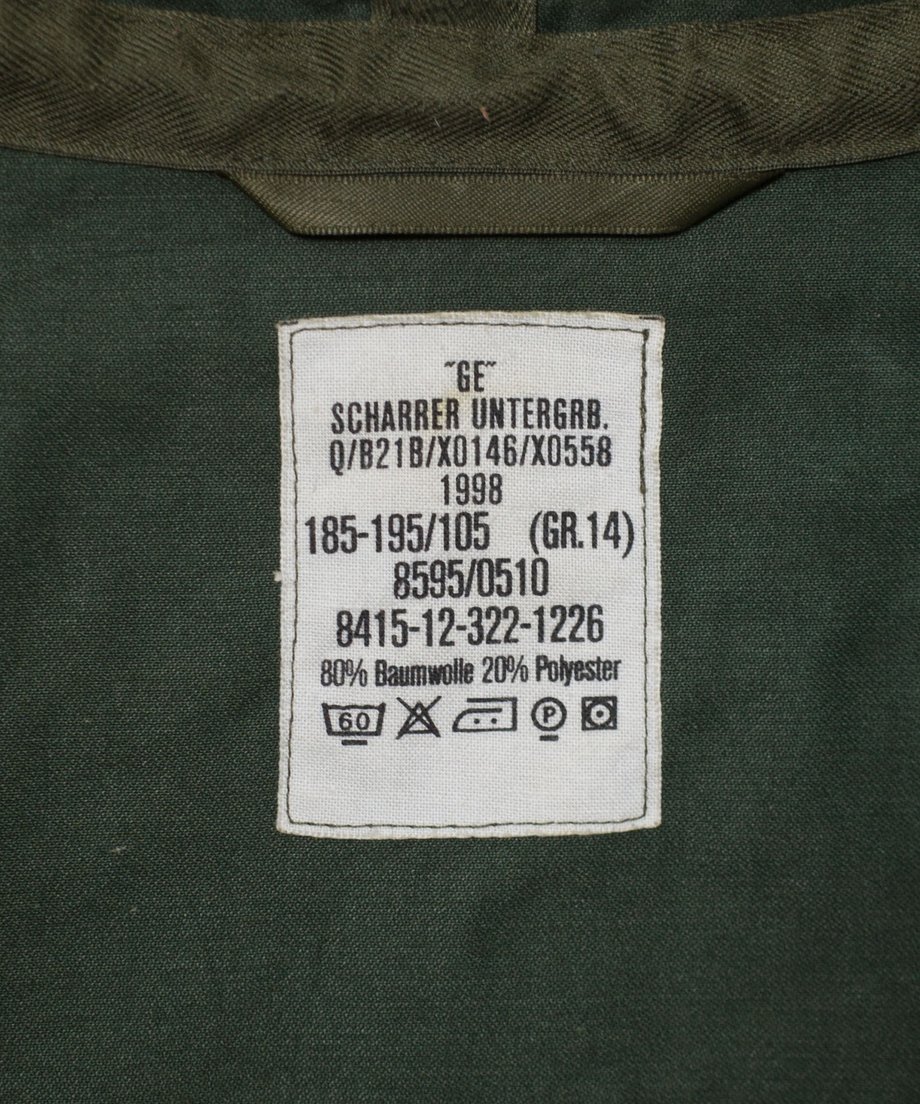 "GE"
SCHARRER UNTERGRB.
Q/B21B/X0146/X0558
1998
185-195/105 (GR.14)
8595/0510
8415-12-322-1226
80% Baumwolle 20% Polyester
60 P